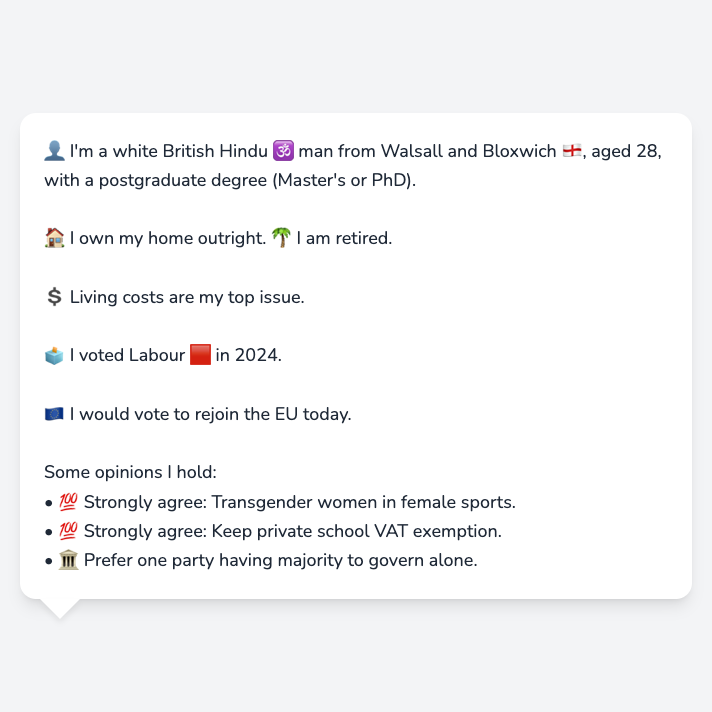 👤 I'm a white British Hindu 🕉️ man from Walsall and Bloxwich 🏴󠁧󠁢󠁥󠁮󠁧󠁿, aged 28,
with a postgraduate degree (Master's or PhD).
🏠 I own my home outright. 🌴 I am retired.
💲 Living costs are my top issue.
🗳️ I voted Labour 🟥 in 2024.
🇪🇺 I would vote to rejoin the EU today.
Some opinions I hold:
• 💯 Strongly agree: Transgender women in female sports.
• 💯 Strongly agree: Keep private school VAT exemption.
• 🏛️ Prefer one party having majority to govern alone.